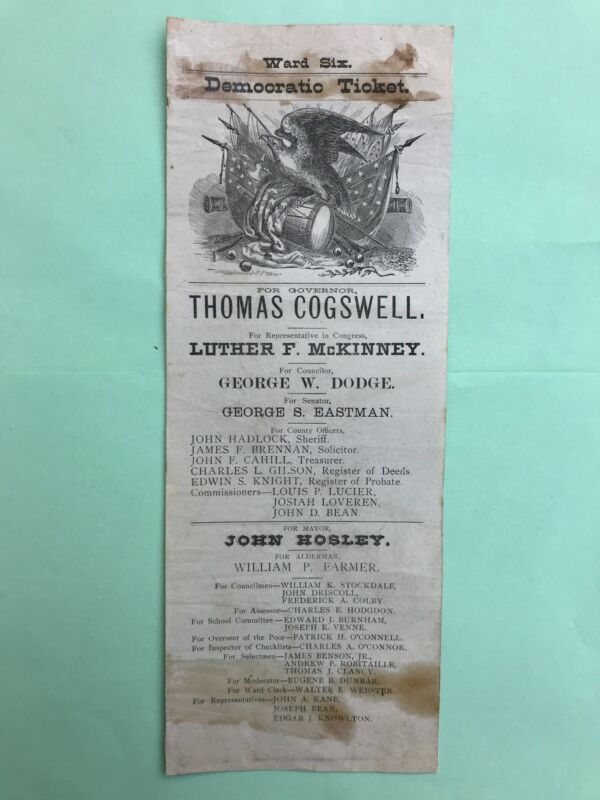 Ward Six.
Democratic Ticket.
FOR GOVERNOR,
THOMAS COGSWELL.
For Representative in Congress,
LUTHER F. McKINNEY.
For Councilor,
GEORGE W. DODGE.
For Senator,
GEORGE S. EASTMAN.
For County Officers,
JOHN HADLOCK, Sheriff.
JAMES F. BRENNAN, Solicitor.
JOHN F. CAHILL, Treasurer.
CHARLES L. GILSON, Register of Deeds.
EDWIN S. KNIGHT, Register of Probate.
Commissioners—LOUIS P. LUCIER,
JOSIAH LOVEREN,
JOHN D. BEAN.
FOR MAYOR,
JOHN HOSLEY.
FOR ALDERMAN,
WILLIAM P. FARMER.
For Councilmen—WILLIAM K. STOCKDALE,
JOHN DRISCOLL,
FREDERICK A. COLBY.
For Assessor—CHARLES E. HODGDON.
For School Committee—EDWARD J. BURNHAM,
JOSEPH E. VENNE.
For Overseer of the Poor—PATRICK H. O'CONNELL.
For Inspector of Checklists—CHARLES A. O'CONNOR.
For Selectmen—JAMES BENSON, JR.,
ANDREW P. ROBITAILLE,
THOMAS J. CLANCY.
For Moderator—EUGENE B. DUNBAR.
For Ward Clerk—WALTER E. WEBSTER.
For Representatives—JOHN A. KANE,
JOSEPH BEAN,
EDGAR J. KNOWLTON.